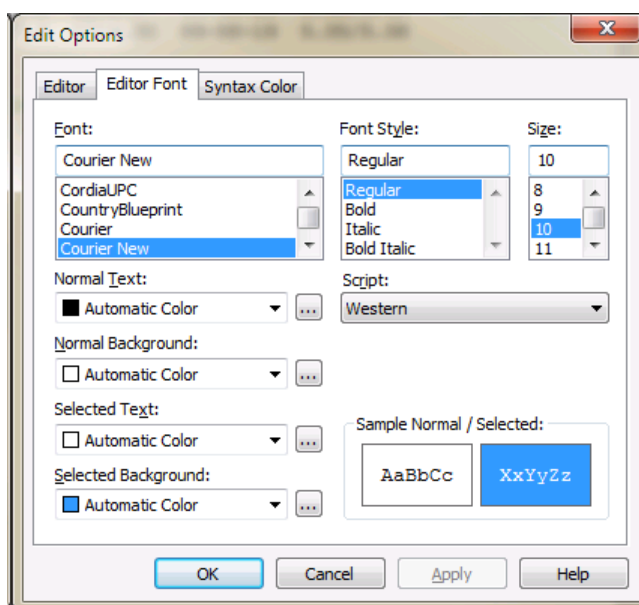 Edit Options
Editor Editor Font Syntax Color
Font: Font Style: Size:
Courier New Regular 10
CordiaUPC Regular 8
CountryBlueprint Bold 9
Courier Italic 10
Courier New Bold Italic 11
Normal Text: Script:
Automatic Color ... Western
Normal Background:
Automatic Color ...
Selected Text: Sample Normal / Selected:
Automatic Color ... AaBbCc XxYyZz
Selected Background:
Automatic Color ...
OK Cancel Apply Help